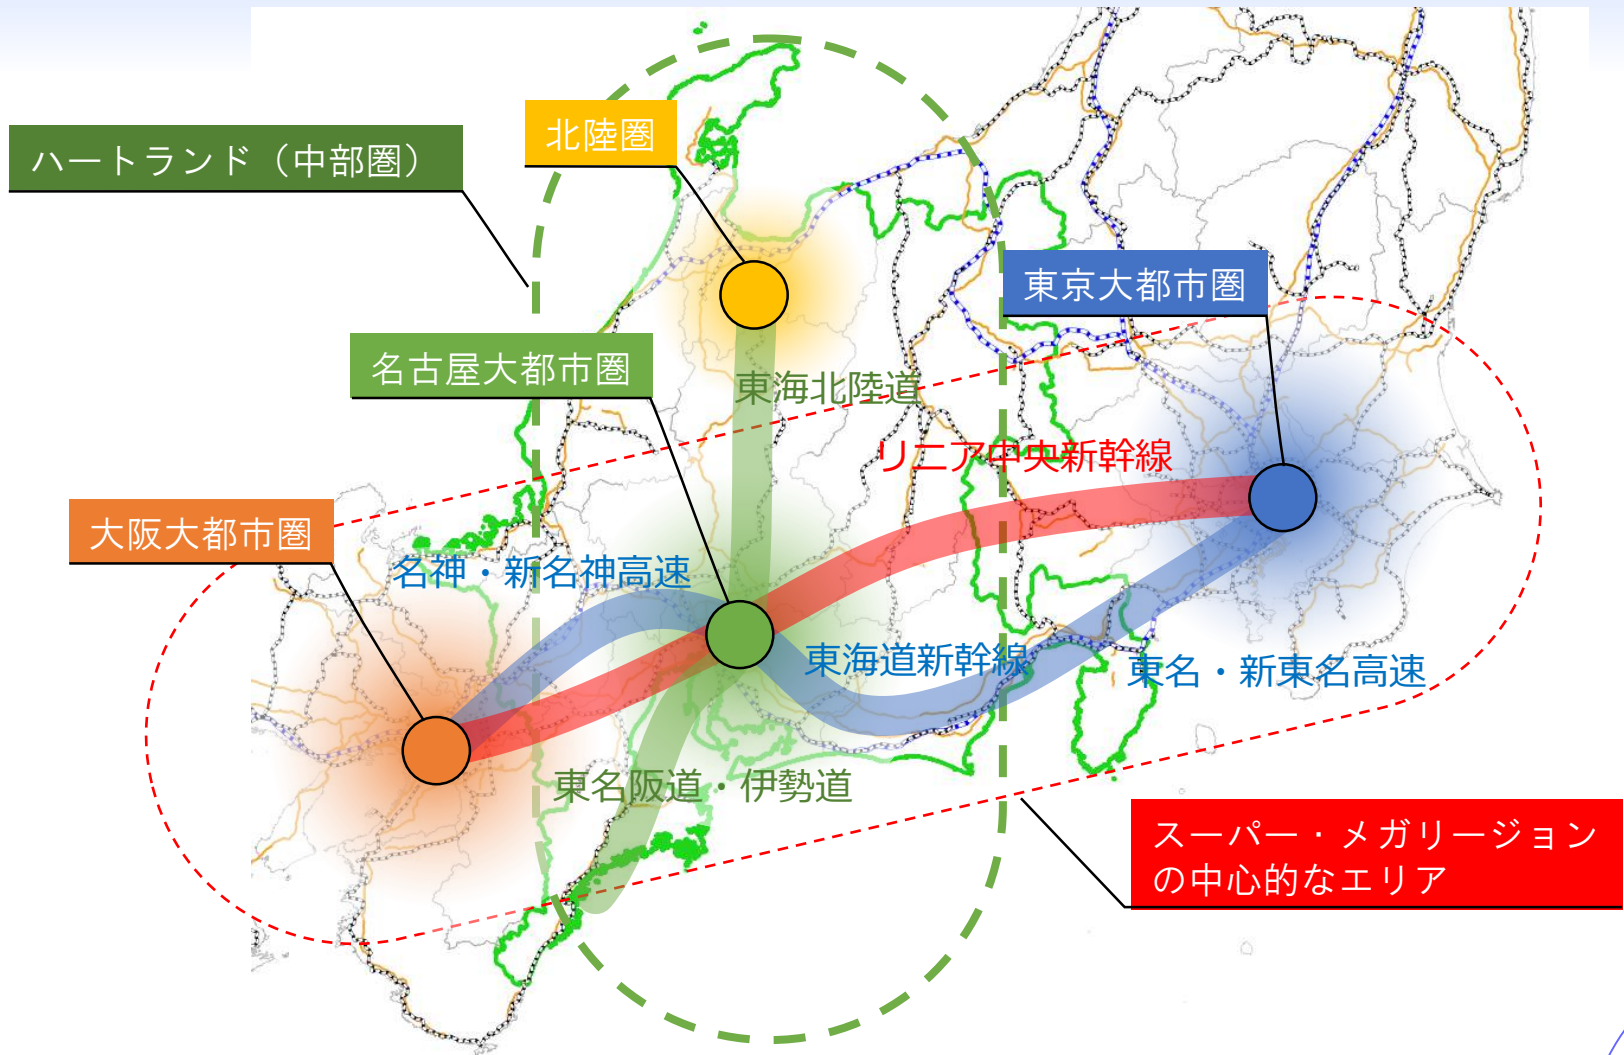 北陸圏
ハートランド（中部圏）
東京大都市圏
名古屋大都市圏
東海北陸道
リニア中央新幹線
大阪大都市圏
名神・新名神高速
東海道新幹線
東名・新東名高速
東名阪道・伊勢道
スーパー・メガリージョン
の中心的なエリア